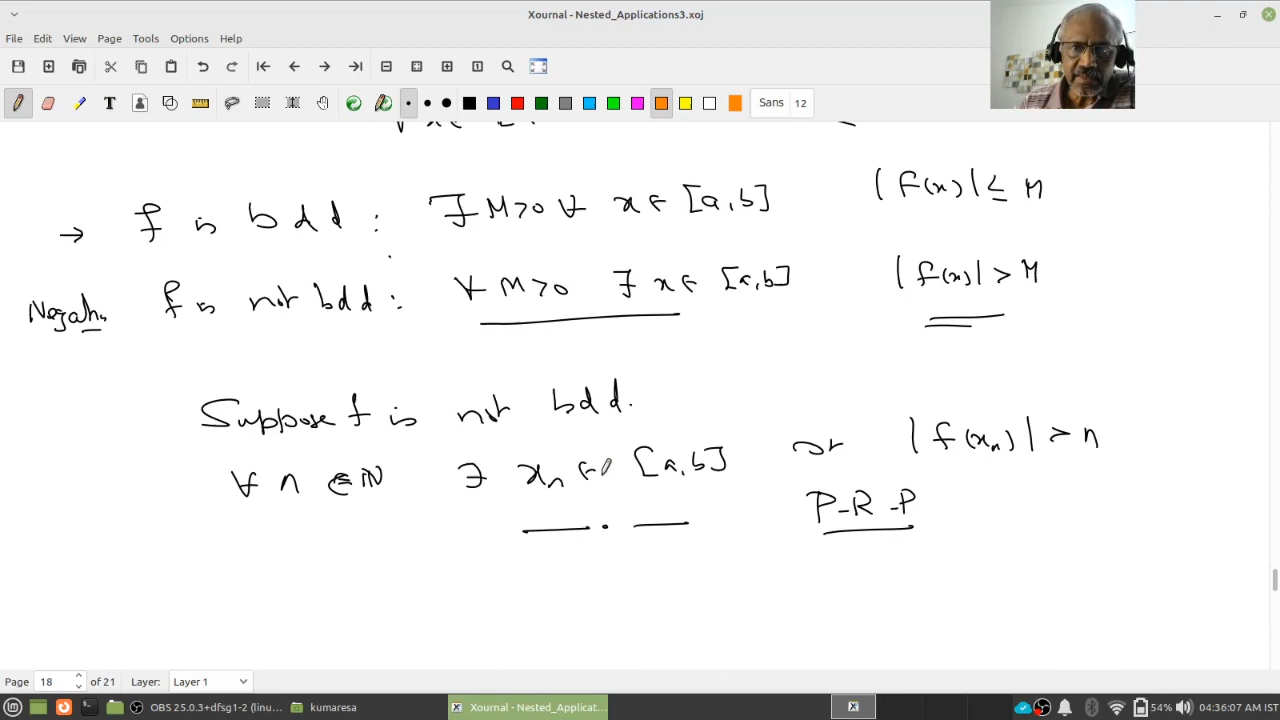 Xournal - Nested_Applications3.xoj
File Edit View Page Tools Options Help
Sans 12
→ f is bdd : ∃ M>0 ∀ x ∈ [a,b] |f(x)| ≤ M
Negatn f is not bdd : ∀ M>0 ∃ x ∈ [a,b] |f(x)| > M
Suppose f is not bdd.
∀ n ∈ ℕ ∃ xn ∈ [a,b] |f(xn)| > n
P-R-P
Page 18 of 21 Layer: Layer 1
OBS 25.0.3+dfsg1-2 (linu... kumaresa Xournal - Nested_Applicat... 54% 04:36:07 AM IST